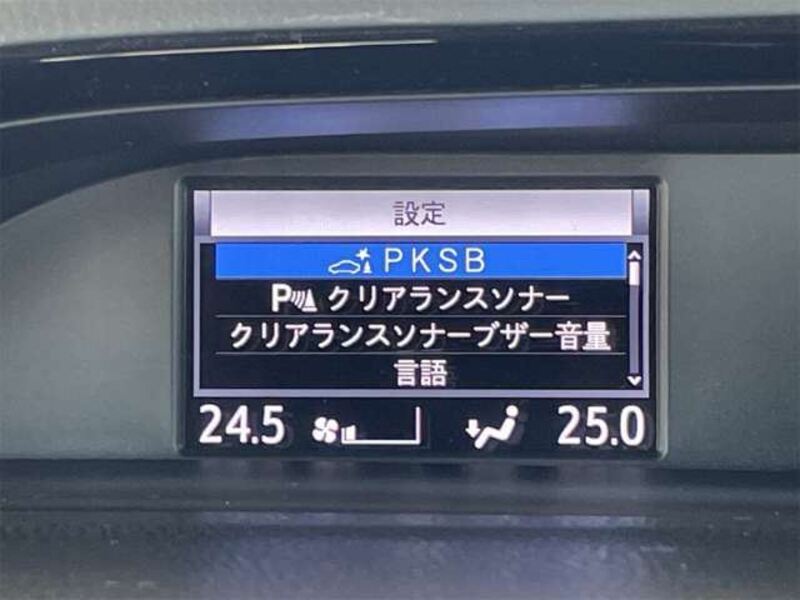 設定
PKSB
P クリアランスソナー
クリアランスソナーブザー音量
言語
24.5 25.0